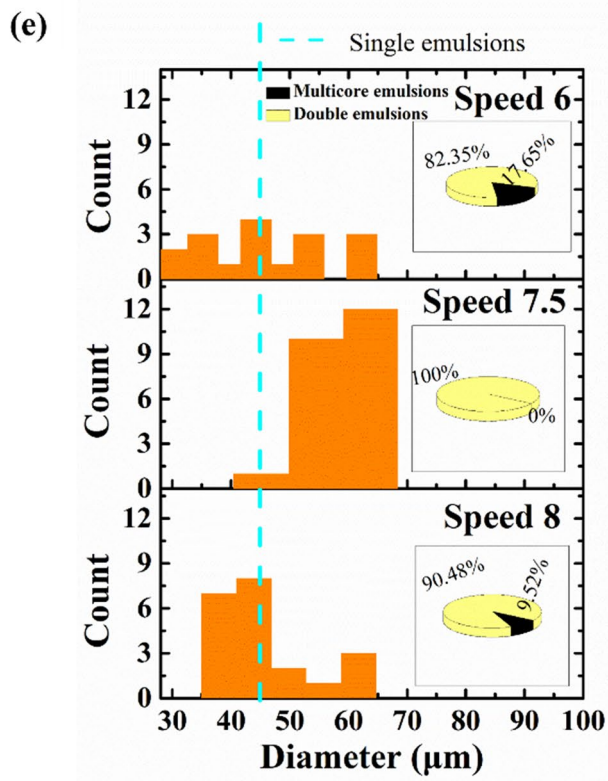 (e)
Single emulsions
Multicore emulsions
Double emulsions
Speed 6
82.35%
17.65%
12
9
6
3
0
Count
Speed 7.5
100%
0%
12
9
6
3
0
Count
Speed 8
90.48%
9.52%
12
9
6
3
0
Count
30 40 50 60 70 80 90 100
Diameter (μm)